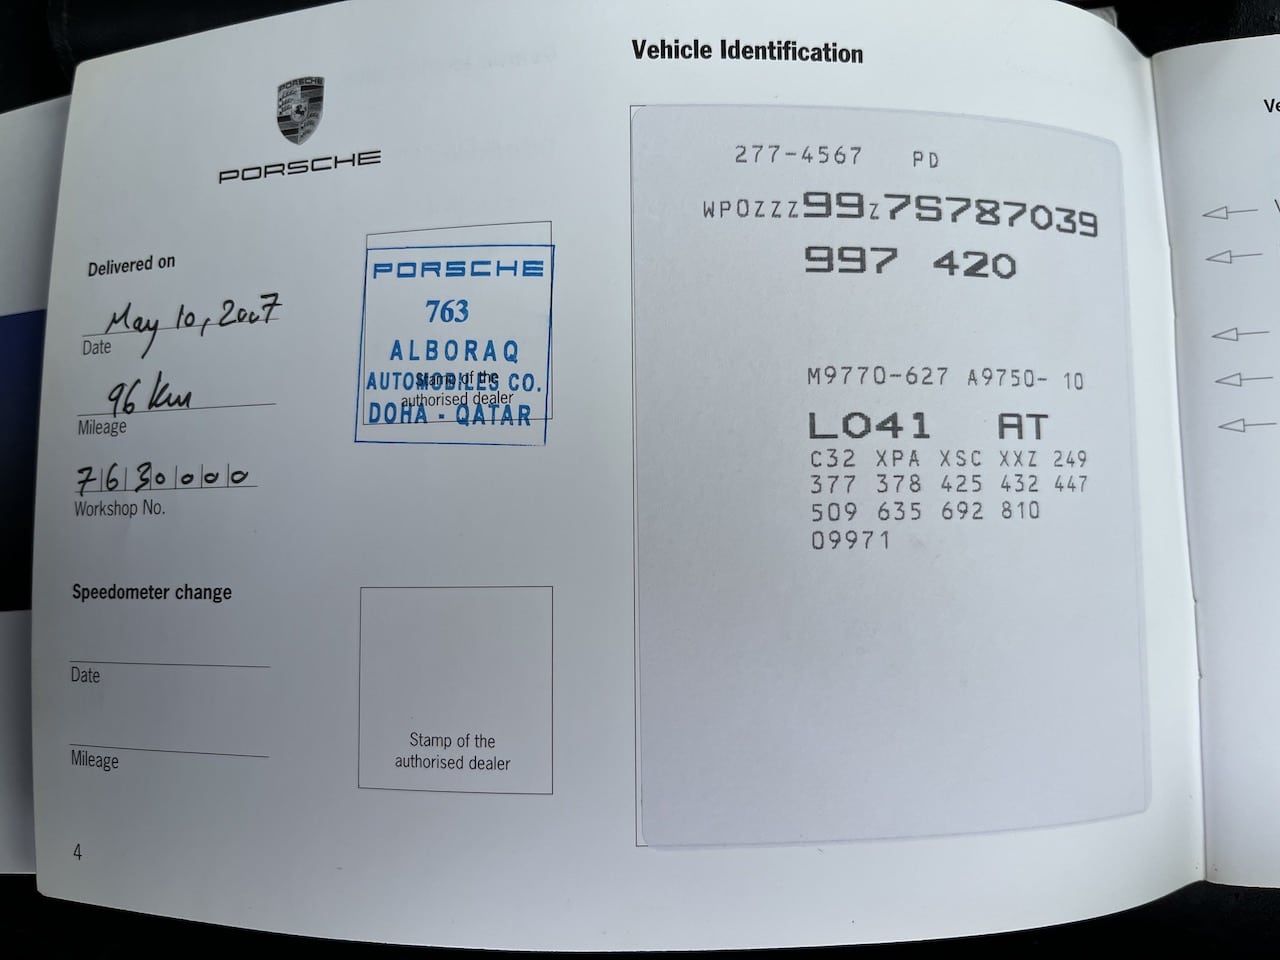 PORSCHE
PORSCHE
Delivered on
May 10, 2007
Date
96 km
Mileage
7630000
Workshop No.
PORSCHE
763
ALBORAQ
AUTOMOBILES CO.
DOHA - QATAR
Stamp of the
authorised dealer
Speedometer change
Date
Mileage
Stamp of the
authorised dealer
4
Vehicle Identification
277-4567 PD
WP0ZZZ99Z7S787039
997 420
M9770-627 A9750- 10
L041 AT
C32 XPA XSC XXZ 249
377 378 425 432 447
509 635 692 810
09971